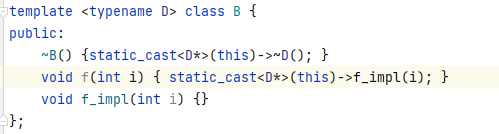 template <typename D> class B {
public:
    ~B() {static_cast<D*>(this)->~D(); }
    void f(int i) { static_cast<D*>(this)->f_impl(i); }
    void f_impl(int i) {}
};